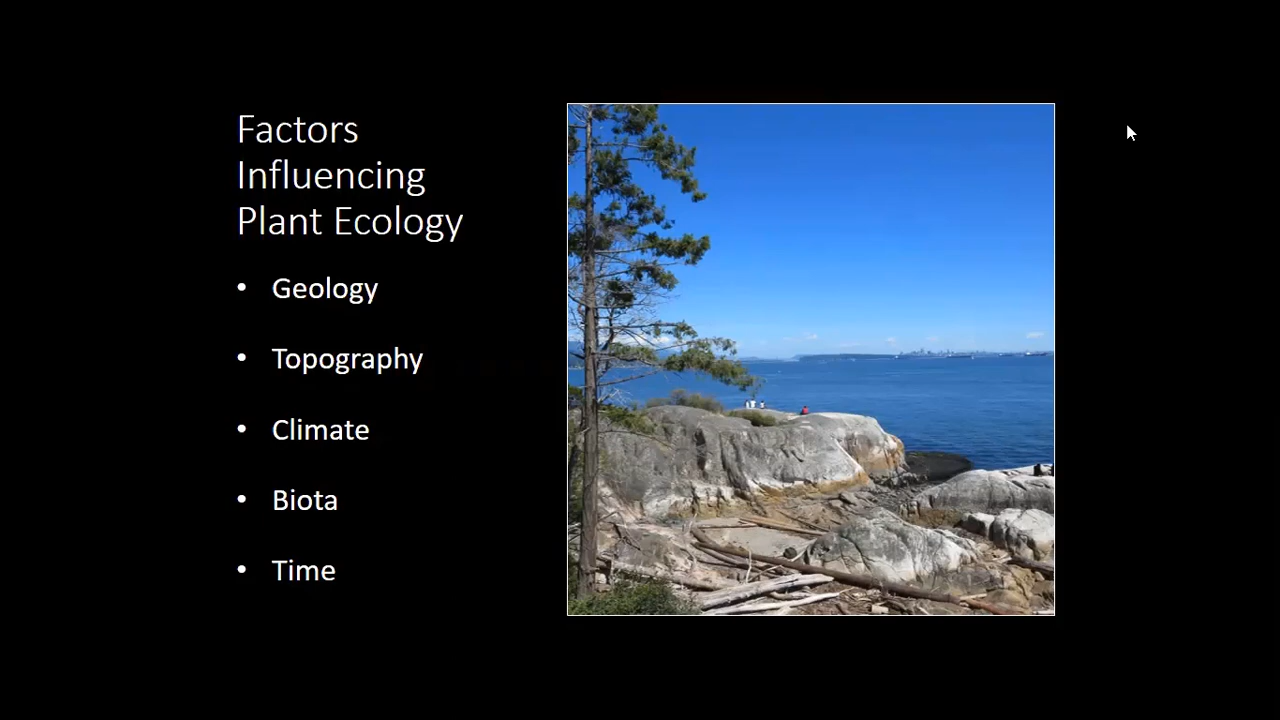 Factors
Influencing
Plant Ecology
• Geology
• Topography
• Climate
• Biota
• Time